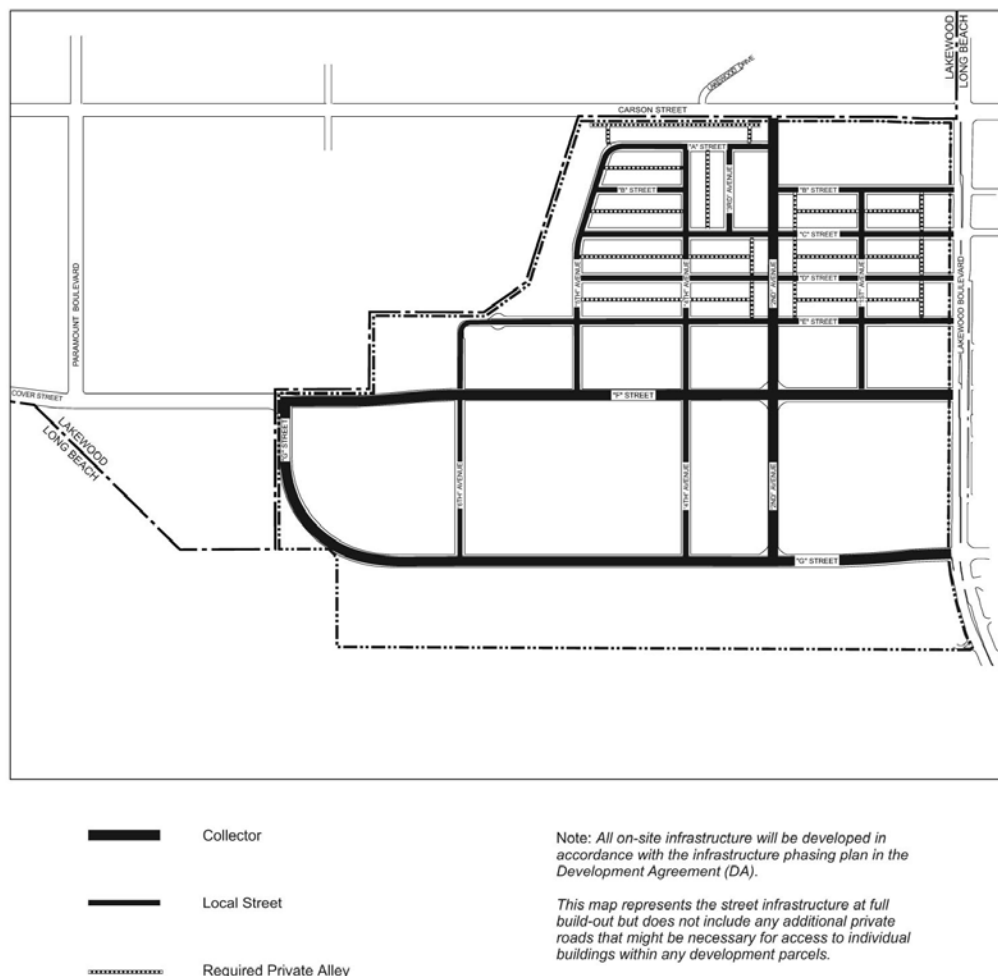 LAKEWOOD
LONG BEACH
LAKEWOOD DRIVE
CARSON STREET
"A" STREET
"3RD" AVENUE
"B" STREET
"B" STREET
"C" STREET
"5TH" AVENUE
"4TH" AVENUE
"2ND" AVENUE
"1ST" AVENUE
"D" STREET
LAKEWOOD BOULEVARD
PARAMOUNT BOULEVARD
"E" STREET
COVER STREET
"F" STREET
LAKEWOOD
LONG BEACH
"G" STREET
"6TH" AVENUE
"4TH" AVENUE
"2ND" AVENUE
"G" STREET
Collector
Local Street
Required Private Alley
Note: All on-site infrastructure will be developed in
accordance with the infrastructure phasing plan in the
Development Agreement (DA).
This map represents the street infrastructure at full
build-out but does not include any additional private
roads that might be necessary for access to individual
buildings within any development parcels.